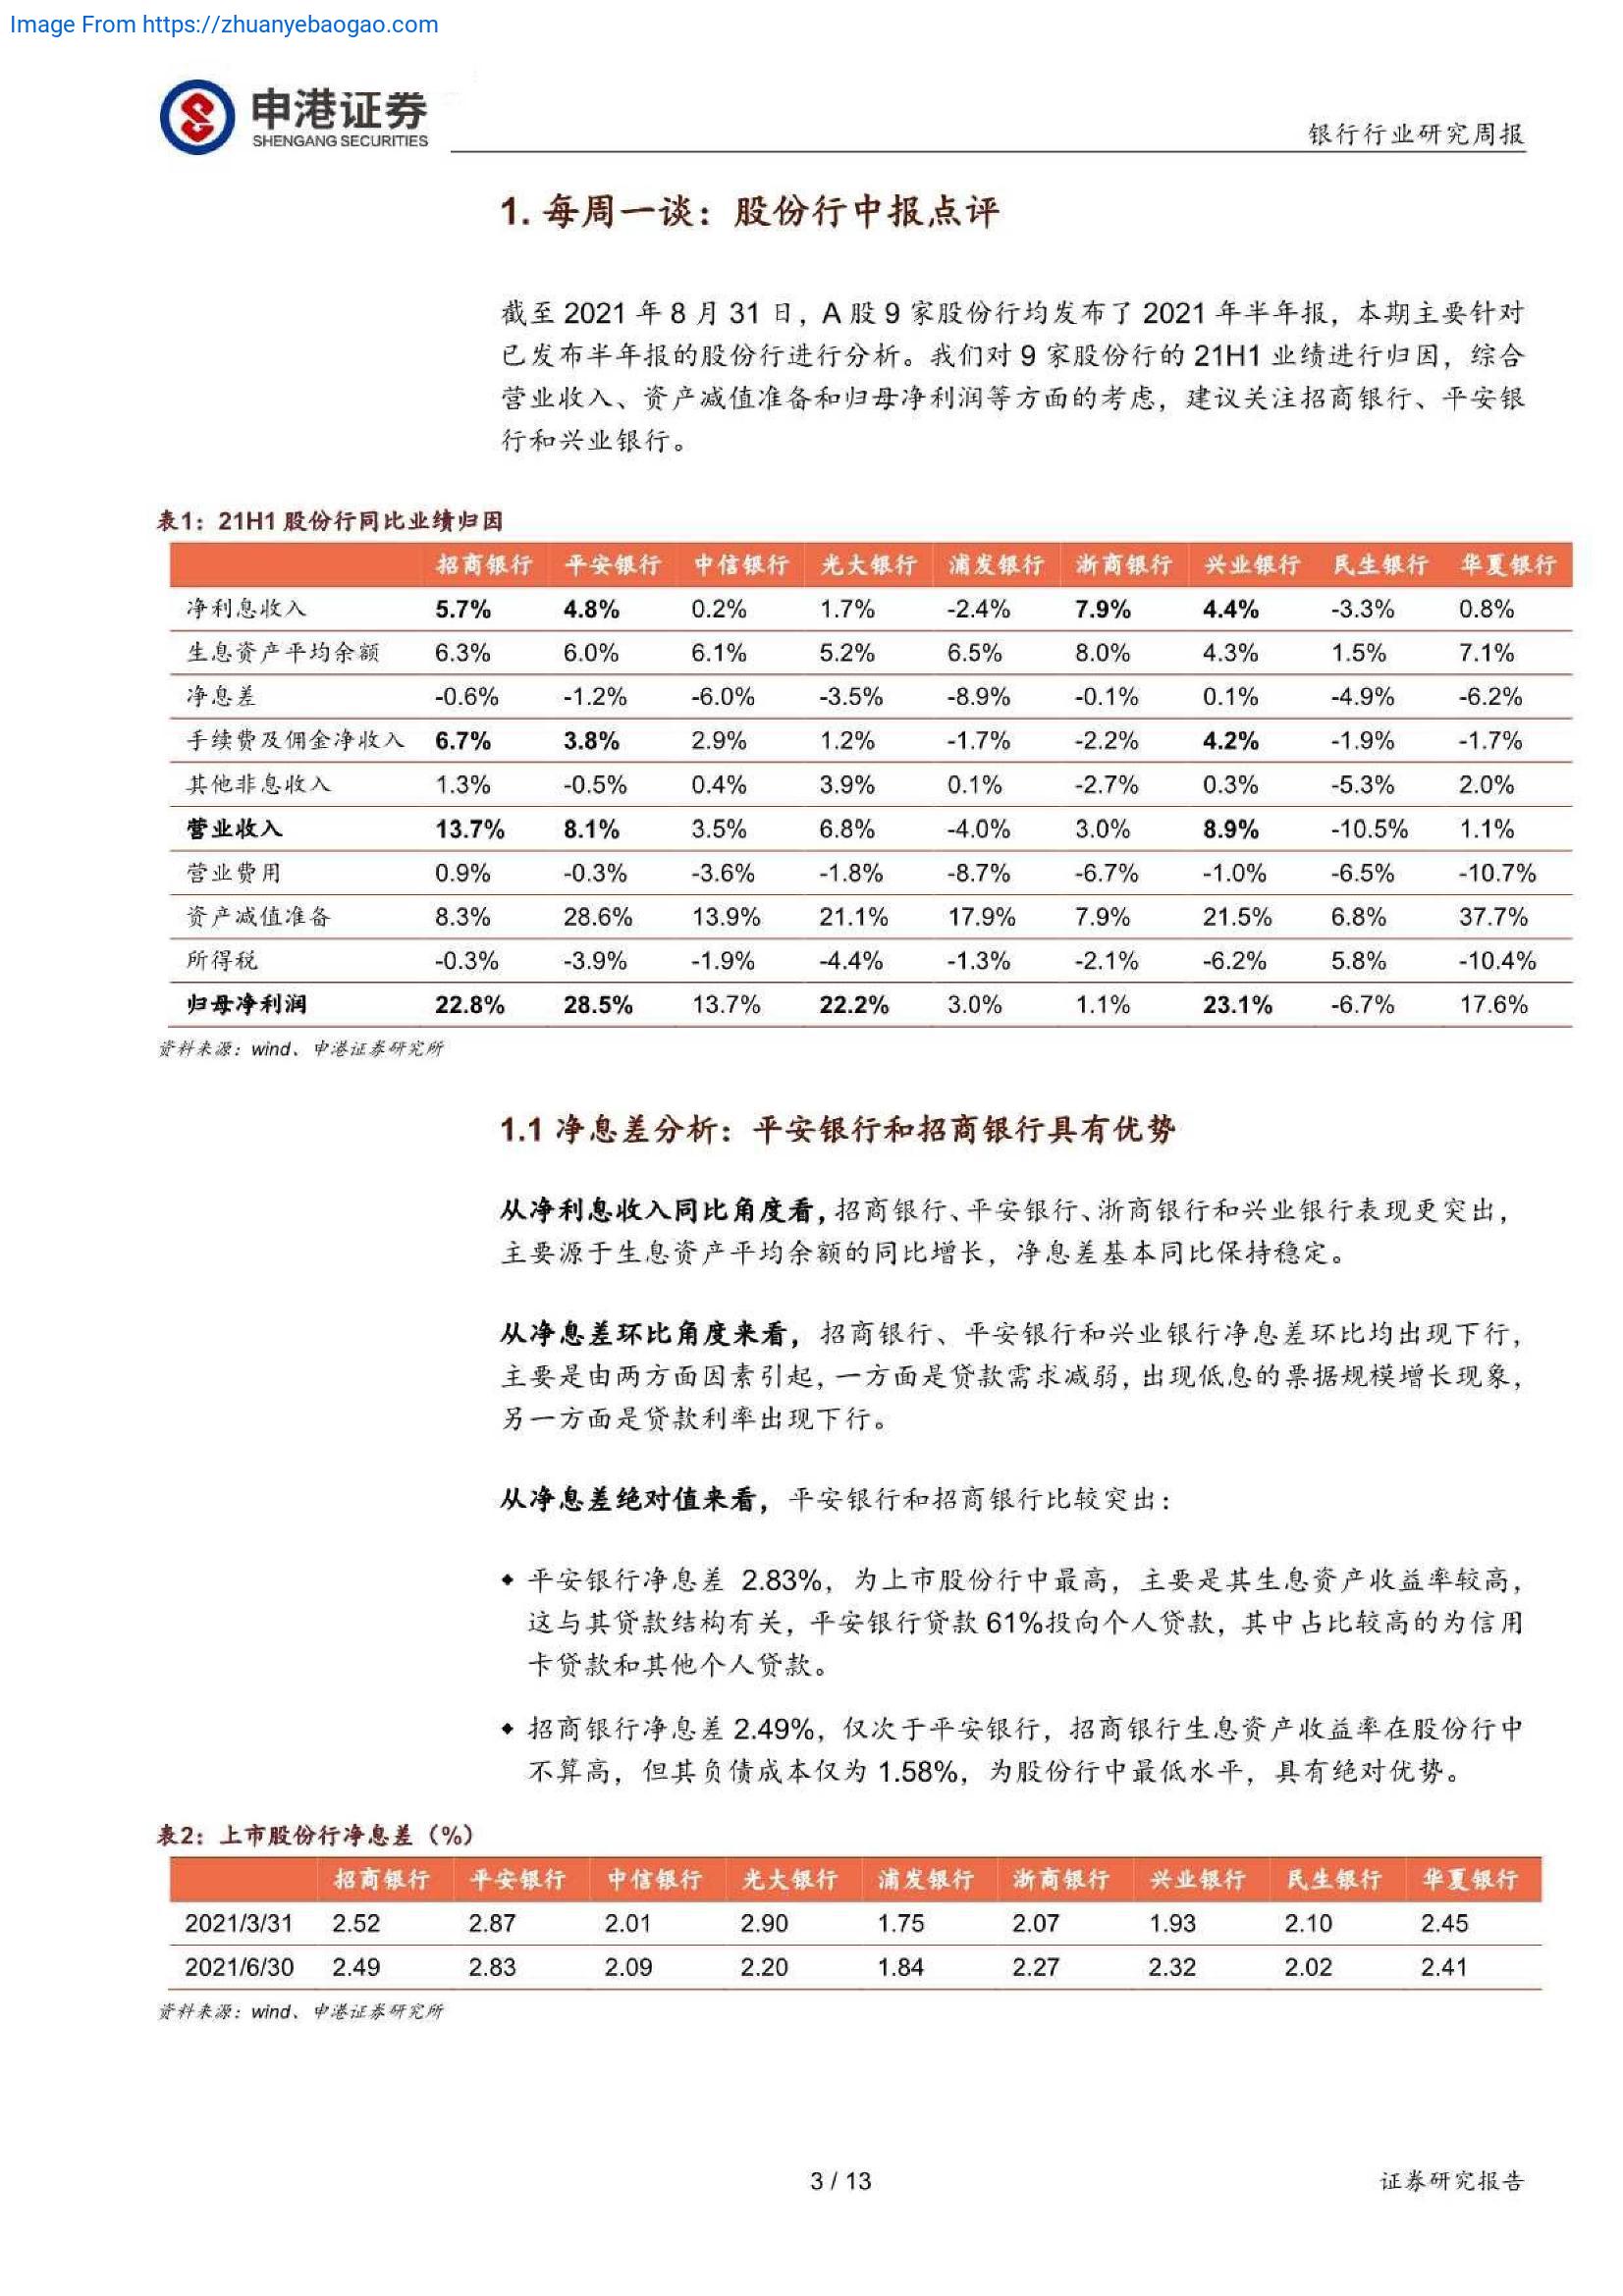 Image From https://zhuanyebaogao.com
申港证券
SHENGANG SECURITIES
银行行业研究周报
1. 每周一谈：股份行中报点评
截至 2021 年 8 月 31 日，A 股 9 家股份行均发布了 2021 年半年报，本期主要针对
已发布半年报的股份行进行分析。我们对 9 家股份行的 21H1 业绩进行归因，综合
营业收入、资产减值准备和归母净利润等方面的考虑，建议关注招商银行、平安银
行和兴业银行。
表1：21H1 股份行同比业绩归因
招商银行 平安银行 中信银行 光大银行 浦发银行 浙商银行 兴业银行 民生银行 华夏银行
净利息收入 5.7% 4.8% 0.2% 1.7% -2.4% 7.9% 4.4% -3.3% 0.8%
生息资产平均余额 6.3% 6.0% 6.1% 5.2% 6.5% 8.0% 4.3% 1.5% 7.1%
净息差 -0.6% -1.2% -6.0% -3.5% -8.9% -0.1% 0.1% -4.9% -6.2%
手续费及佣金净收入 6.7% 3.8% 2.9% 1.2% -1.7% -2.2% 4.2% -1.9% -1.7%
其他非息收入 1.3% -0.5% 0.4% 3.9% 0.1% -2.7% 0.3% -5.3% 2.0%
营业收入 13.7% 8.1% 3.5% 6.8% -4.0% 3.0% 8.9% -10.5% 1.1%
营业费用 0.9% -0.3% -3.6% -1.8% -8.7% -6.7% -1.0% -6.5% -10.7%
资产减值准备 8.3% 28.6% 13.9% 21.1% 17.9% 7.9% 21.5% 6.8% 37.7%
所得税 -0.3% -3.9% -1.9% -4.4% -1.3% -2.1% -6.2% 5.8% -10.4%
归母净利润 22.8% 28.5% 13.7% 22.2% 3.0% 1.1% 23.1% -6.7% 17.6%
资料来源：wind、申港证券研究所
1.1 净息差分析：平安银行和招商银行具有优势
从净利息收入同比角度看，招商银行、平安银行、浙商银行和兴业银行表现更突出，
主要源于生息资产平均余额的同比增长，净息差基本同比保持稳定。
从净息差环比角度来看，招商银行、平安银行和兴业银行净息差环比均出现下行，
主要是由两方面因素引起，一方面是贷款需求减弱，出现低息的票据规模增长现象，
另一方面是贷款利率出现下行。
从净息差绝对值来看，平安银行和招商银行比较突出：
◆ 平安银行净息差 2.83%，为上市股份行中最高，主要是其生息资产收益率较高，
这与其贷款结构有关，平安银行贷款 61%投向个人贷款，其中占比较高的为信用
卡贷款和其他个人贷款。
◆ 招商银行净息差 2.49%，仅次于平安银行，招商银行生息资产收益率在股份行中
不算高，但其负债成本仅为 1.58%，为股份行中最低水平，具有绝对优势。
表2：上市股份行净息差（%）
招商银行 平安银行 中信银行 光大银行 浦发银行 浙商银行 兴业银行 民生银行 华夏银行
2021/3/31 2.52 2.87 2.01 2.90 1.75 2.07 1.93 2.10 2.45
2021/6/30 2.49 2.83 2.09 2.20 1.84 2.27 2.32 2.02 2.41
资料来源：wind、申港证券研究所
3 / 13
证券研究报告